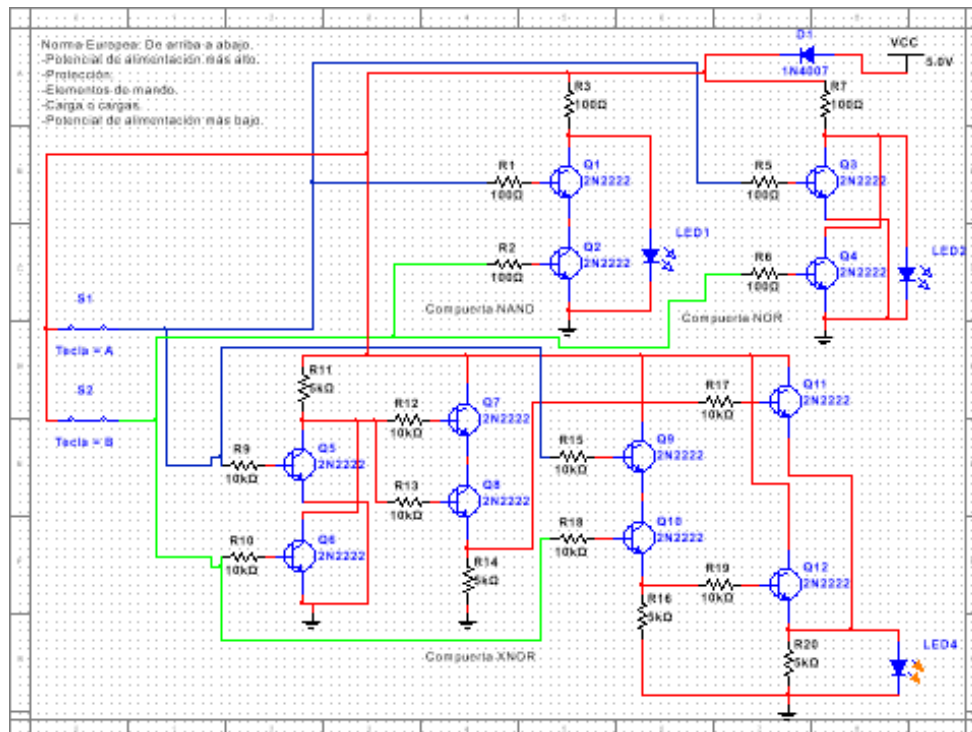 Norma Europea: De arriba a abajo.
-Potencial de alimentación más alto.
-Protección.
-Elementos de mando.
-Carga o cargas.
-Potencial de alimentación más bajo.
D1
1N4007
VCC
5.0V
R3
100Ω
R7
100Ω
R1
100Ω
Q1
2N2222
R5
100Ω
Q3
2N2222
R2
100Ω
Q2
2N2222
LED1
R6
100Ω
Q4
2N2222
LED2
Compuerta NAND
Compuerta NOR
S1
Tecla = A
S2
Tecla = B
R11
5kΩ
R12
10kΩ
Q7
2N2222
R17
10kΩ
Q11
2N2222
R9
10kΩ
Q5
2N2222
R13
10kΩ
Q8
2N2222
R15
10kΩ
Q9
2N2222
R10
10kΩ
Q6
2N2222
R14
5kΩ
R18
10kΩ
Q10
2N2222
R19
10kΩ
Q12
2N2222
R16
5kΩ
R20
5kΩ
LED4
Compuerta XNOR